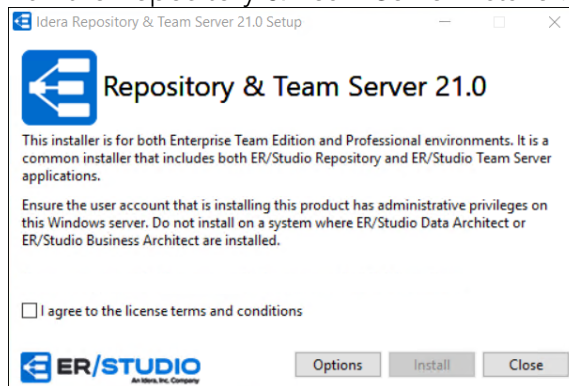 Idera Repository & Team Server 21.0 Setup
Repository & Team Server 21.0
This installer is for both Enterprise Team Edition and Professional environments. It is a
common installer that includes both ER/Studio Repository and ER/Studio Team Server
applications.
Ensure the user account that is installing this product has administrative privileges on
this Windows server. Do not install on a system where ER/Studio Data Architect or
ER/Studio Business Architect are installed.
I agree to the license terms and conditions
ER/STUDIO
An Idera, Inc. Company
Options
Install
Close